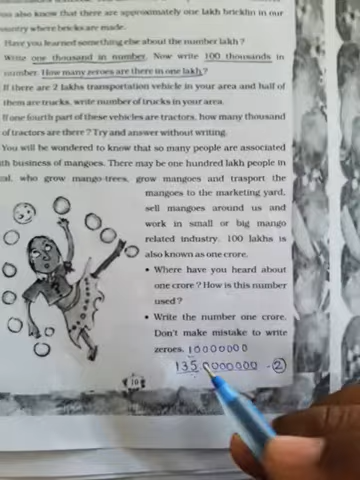 you also know that there are approximately one lakh brickiln in our
country where bricks are made.
Have you learned something else about the number lakh ?
Write one thousand in number. Now write 100 thousands in
number. How many zeroes are there in one lakh?
If there are 2 lakhs transportation vehicle in your area and half of
them are trucks, write number of trucks in your area.
If one fourth part of these vehicles are tractors, how many thousand
of tractors are there ? Try and answer without writing.
You will be wondered to know that so many people are associated
with business of mangoes. There may be one hundred lakh people in
who grow mango-trees, grow mangoes and trasport the
mangoes to the marketing yard,
sell mangoes around us and
work in small or big mango
related industry. 100 lakhs is
also known as one crore.
• Where have you heard about
one crore ? How is this number
used?
• Write the number one crore.
Don't make mistake to write
zeroes. 10000000
1350000000 - 2
10